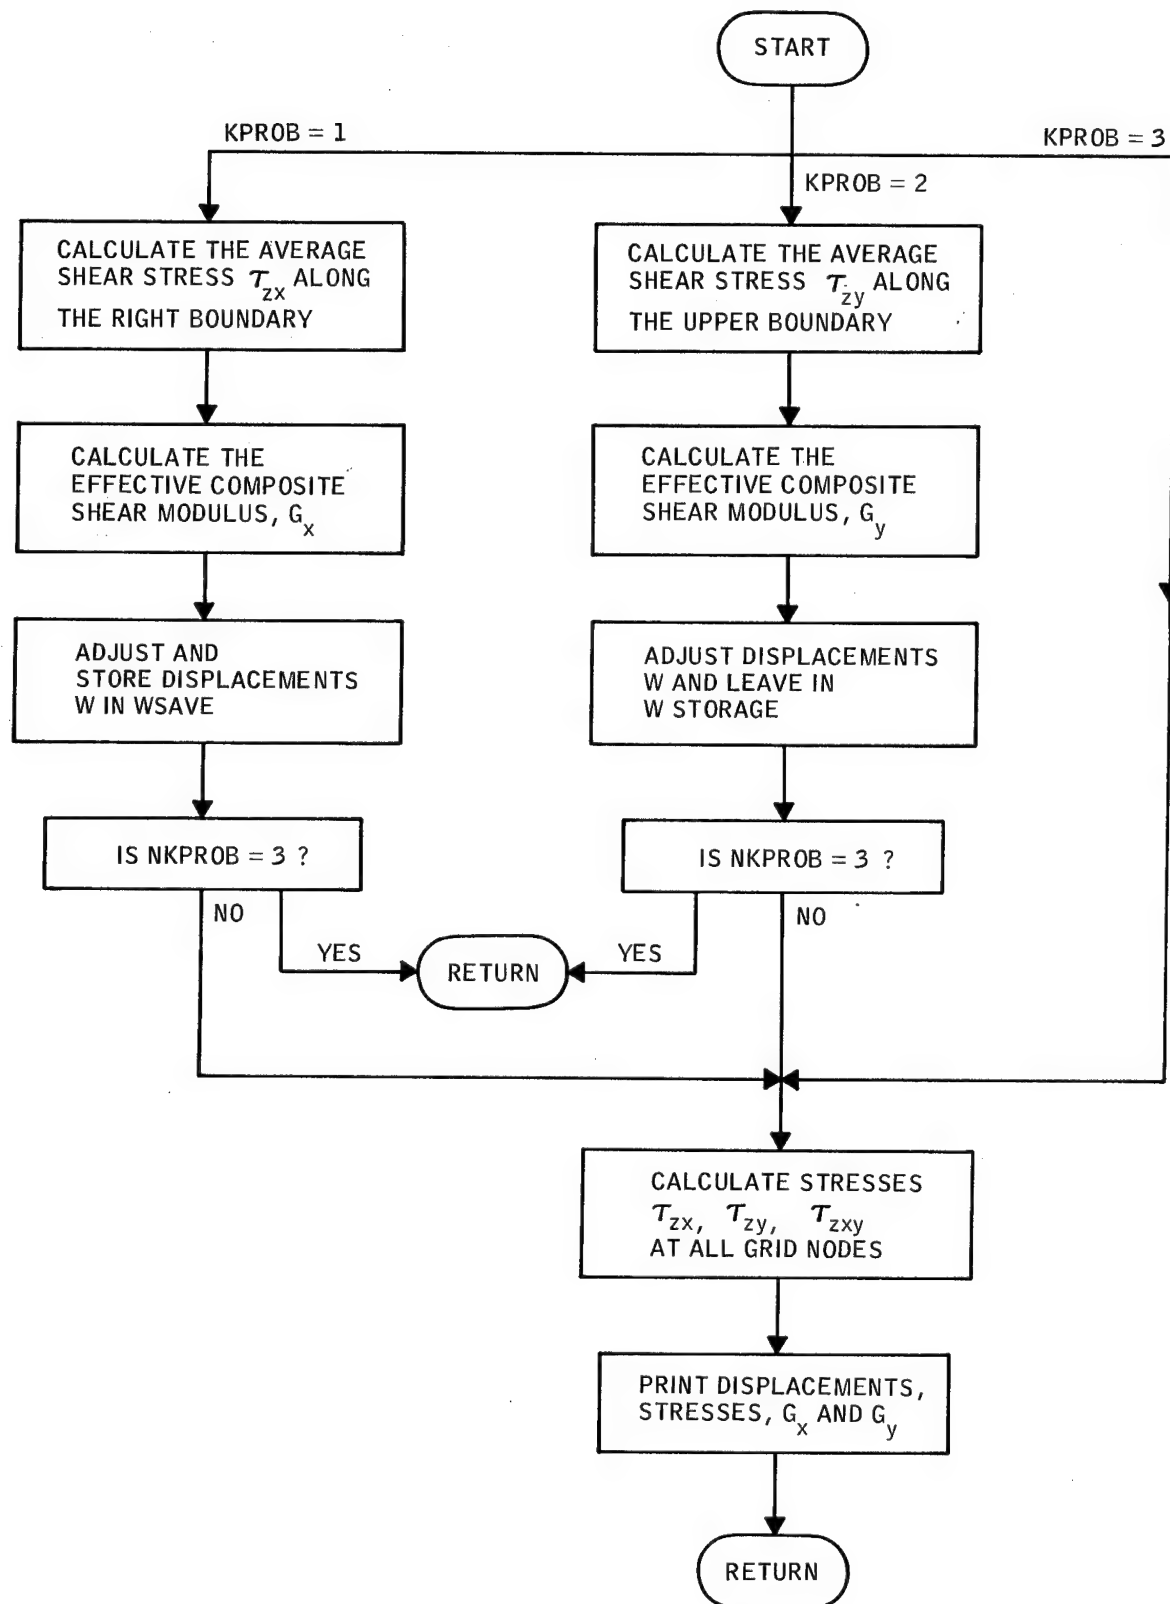 START
KPROB = 1
KPROB = 3
KPROB = 2
CALCULATE THE AVERAGE
SHEAR STRESS τzx ALONG
THE RIGHT BOUNDARY
CALCULATE THE AVERAGE
SHEAR STRESS τzy ALONG
THE UPPER BOUNDARY
CALCULATE THE
EFFECTIVE COMPOSITE
SHEAR MODULUS, Gx
CALCULATE THE
EFFECTIVE COMPOSITE
SHEAR MODULUS, Gy
ADJUST AND
STORE DISPLACEMENTS
W IN WSAVE
ADJUST DISPLACEMENTS
W AND LEAVE IN
W STORAGE
IS NKPROB = 3 ?
IS NKPROB = 3 ?
NO
NO
YES
RETURN
YES
CALCULATE STRESSES
τzx, τzy, τzxy
AT ALL GRID NODES
PRINT DISPLACEMENTS,
STRESSES, Gx AND Gy
RETURN